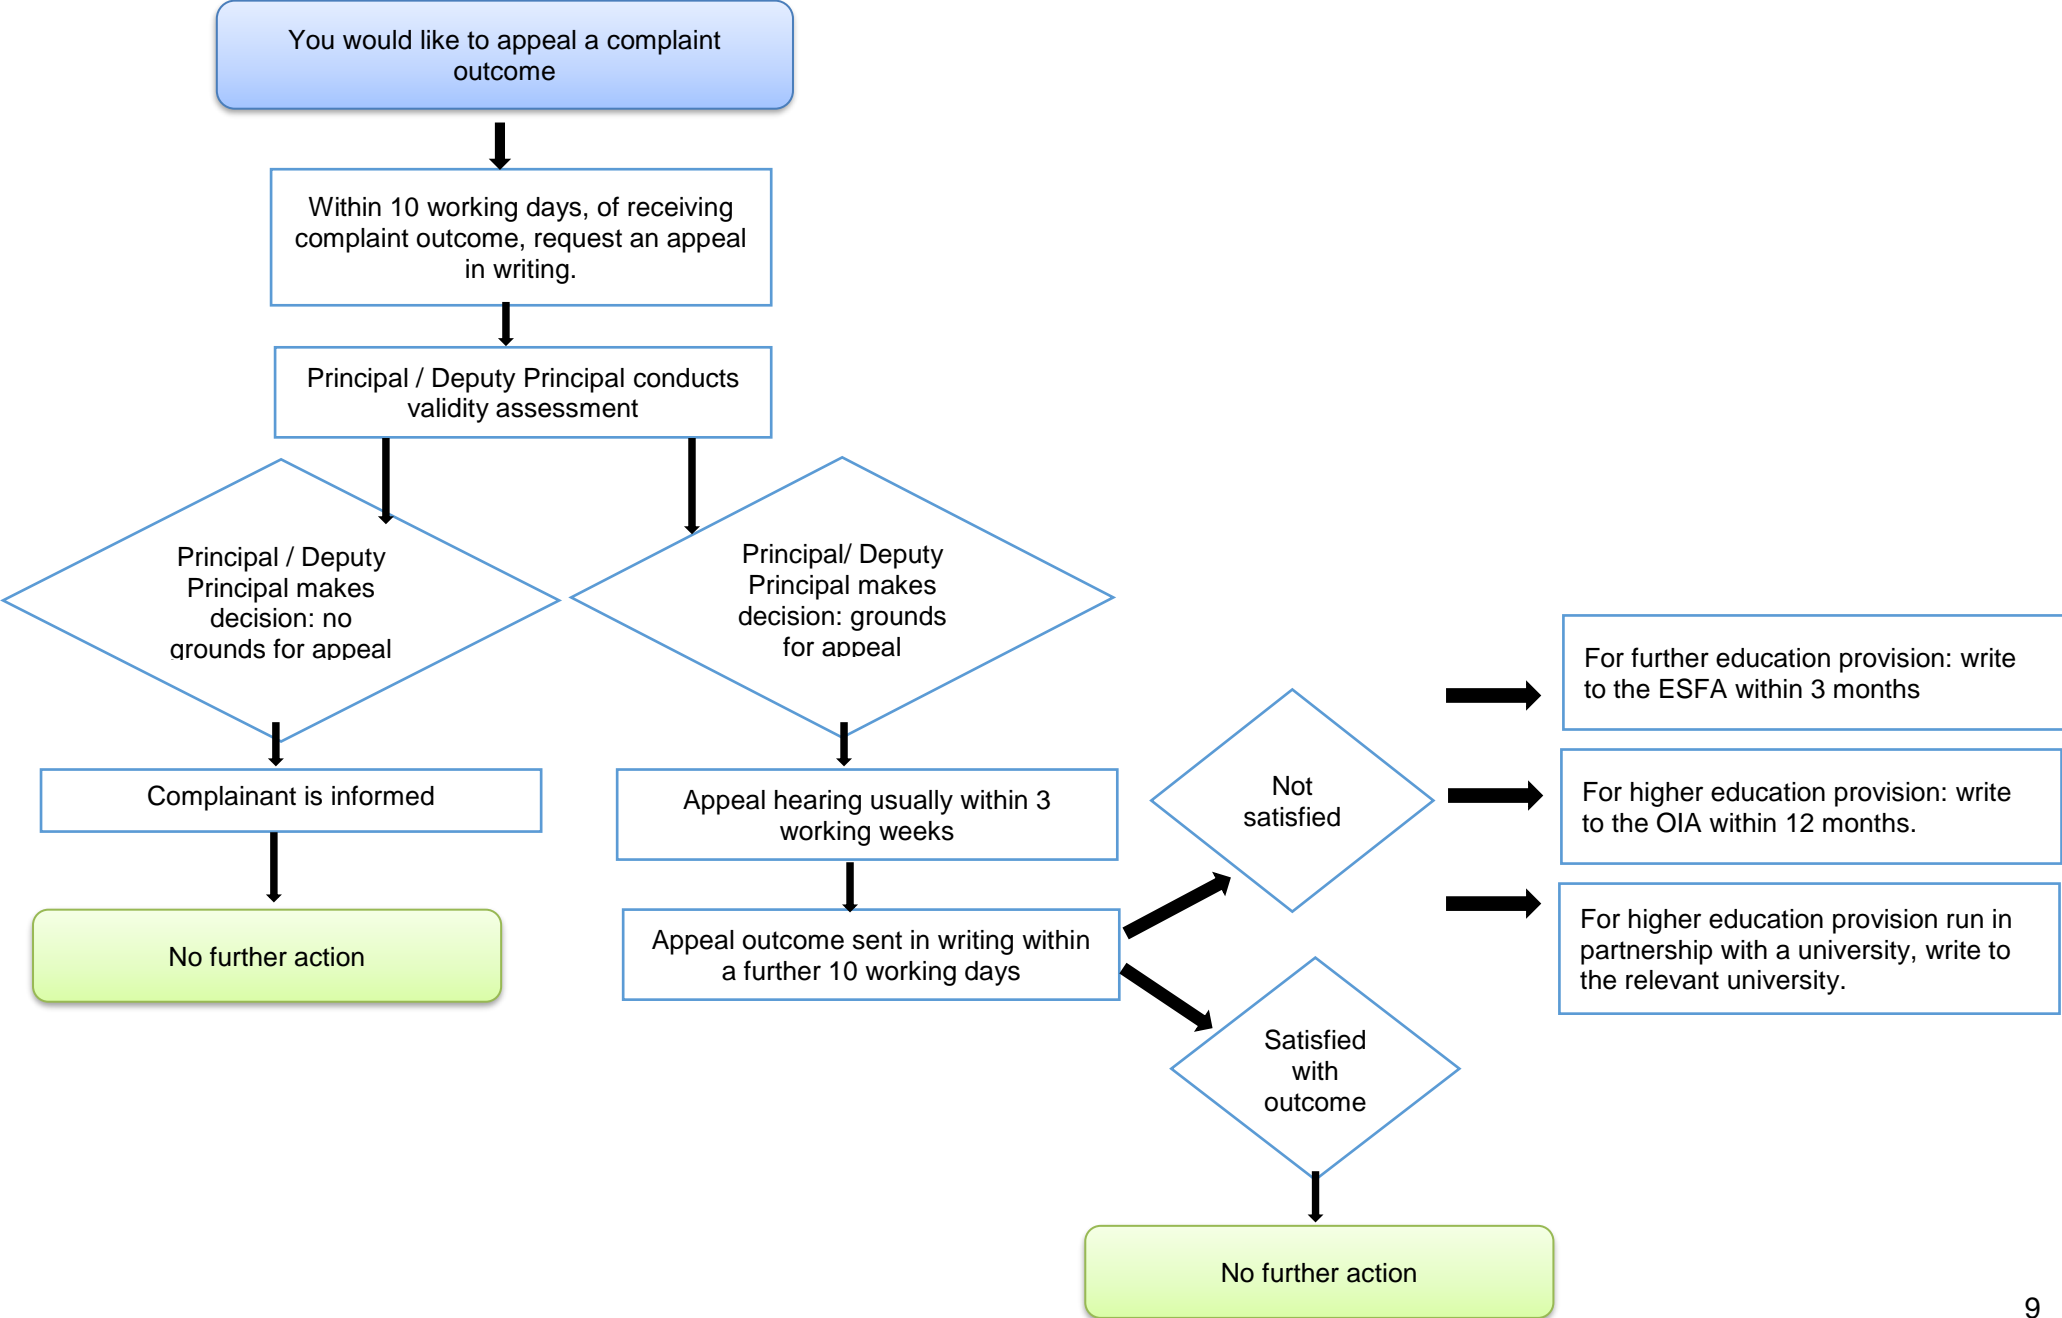 You would like to appeal a complaint
outcome
Within 10 working days, of receiving
complaint outcome, request an appeal
in writing.
Principal / Deputy Principal conducts
validity assessment
Principal / Deputy
Principal makes
decision: no
grounds for appeal
Principal/ Deputy
Principal makes
decision: grounds
for appeal
Complainant is informed
No further action
Appeal hearing usually within 3
working weeks
Appeal outcome sent in writing within
a further 10 working days
Not
satisfied
Satisfied
with
outcome
No further action
For further education provision: write
to the ESFA within 3 months
For higher education provision: write
to the OIA within 12 months.
For higher education provision run in
partnership with a university, write to
the relevant university.
9